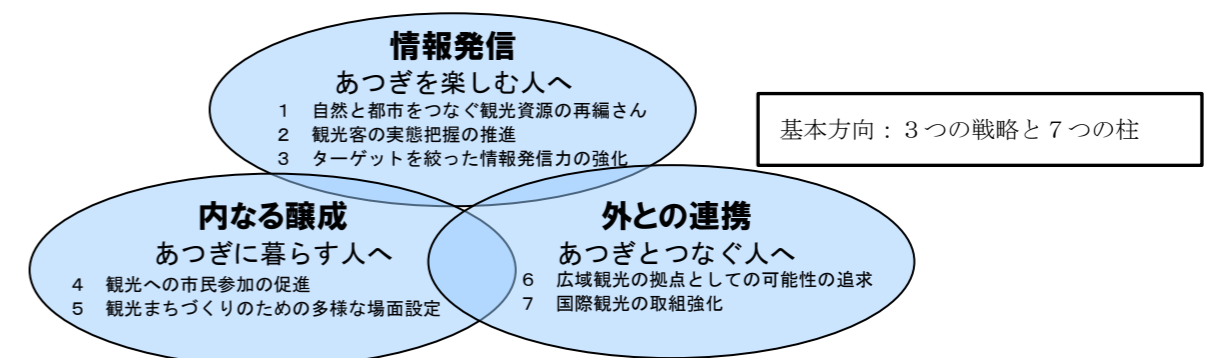 情報発信
あつぎを楽しむ人へ
1 自然と都市をつなぐ観光資源の再編さん
2 観光客の実態把握の推進
3 ターゲットを絞った情報発信力の強化
基本方向：３つの戦略と７つの柱
内なる醸成
あつぎに暮らす人へ
4 観光への市民参加の促進
5 観光まちづくりのための多様な場面設定
外との連携
あつぎとつなぐ人へ
6 広域観光の拠点としての可能性の追求
7 国際観光の取組強化